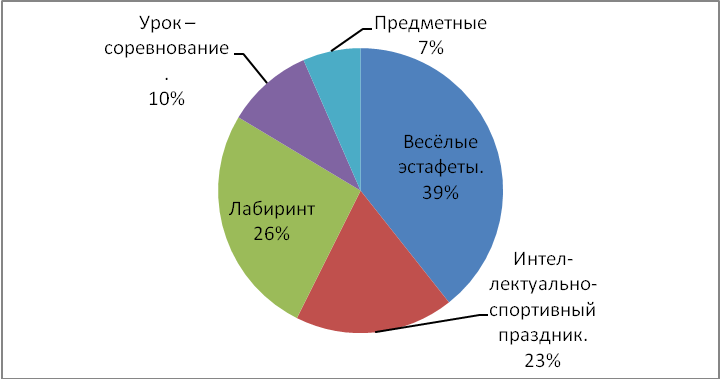 Урок –
соревнование
.
10%
Предметные
7%
Весёлые
эстафеты.
39%
Лабиринт
26%
Интел-
лектуально-
спортивный
праздник.
23%